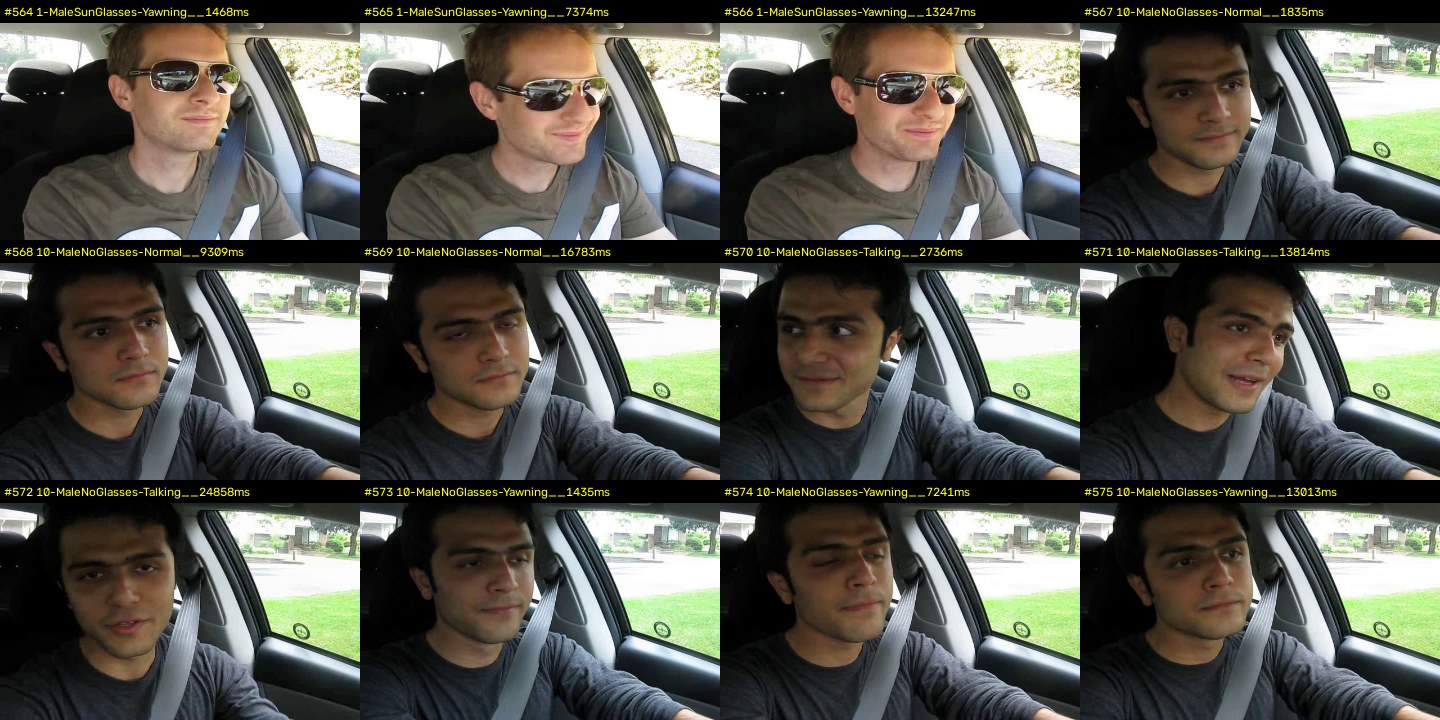 #564 1-MaleSunGlasses-Yawning__1468ms
#565 1-MaleSunGlasses-Yawning__7374ms
#566 1-MaleSunGlasses-Yawning__13247ms
#567 10-MaleNoGlasses-Normal__1835ms
#568 10-MaleNoGlasses-Normal__9309ms
#569 10-MaleNoGlasses-Normal__16783ms
#570 10-MaleNoGlasses-Talking__2736ms
#571 10-MaleNoGlasses-Talking__13814ms
#572 10-MaleNoGlasses-Talking__24858ms
#573 10-MaleNoGlasses-Yawning__1435ms
#574 10-MaleNoGlasses-Yawning__7241ms
#575 10-MaleNoGlasses-Yawning__13013ms